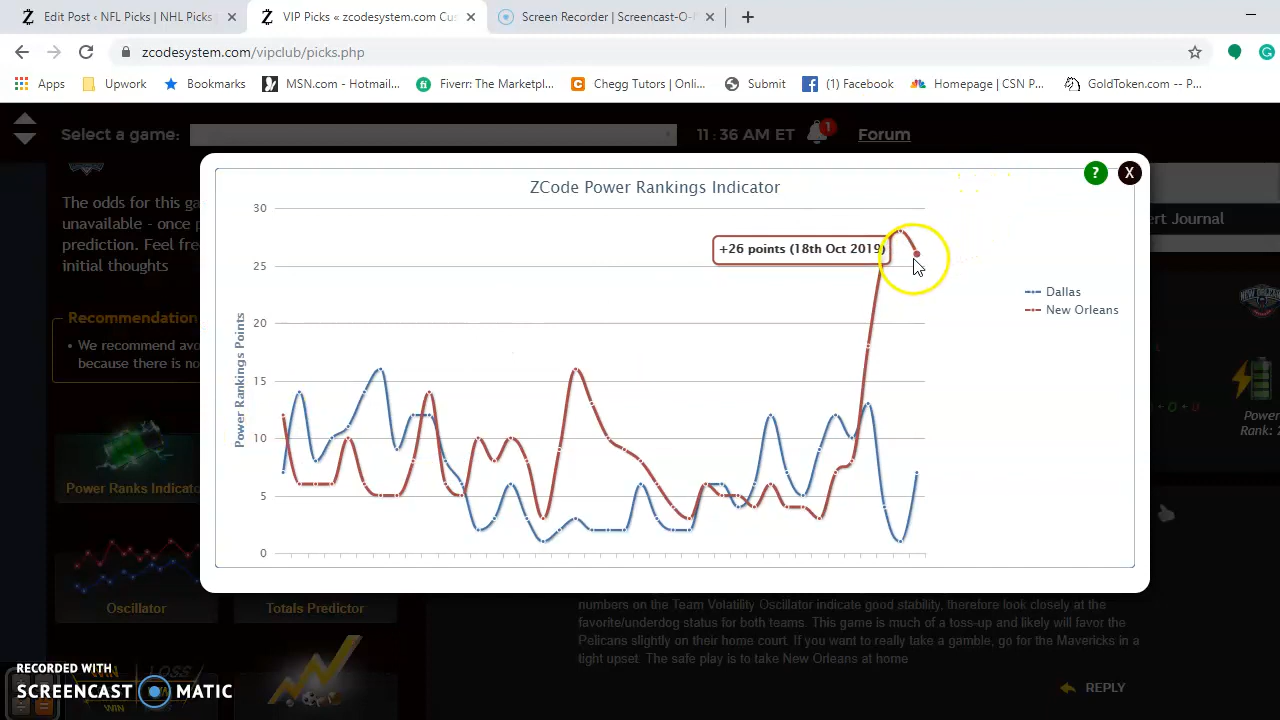 Edit Post ‹ NFL Picks | NHL Picks
VIP Picks « zcodesystem.com Cus
Screen Recorder | Screencast-O-
zcodesystem.com/vipclub/picks.php
Apps
Upwork
Bookmarks
MSN.com - Hotmail...
Fiverr: The Marketpl...
Chegg Tutors | Onli...
Submit
(1) Facebook
Homepage | CSN P...
GoldToken.com -- P...
Select a game:
11:36 AM ET
1
Forum
ZCode Power Rankings Indicator
?
X
The odds for this ga
unavailable - once
prediction. Feel fre
initial thoughts
ert Journal
30
25
20
15
10
5
0
Power Rankings Points
+26 points (18th Oct 2019)
Dallas
New Orleans
Recommendation
• We recommend avo
because there is no
Power
Rank:
Power Ranks Indicato
Oscillator
Totals Predictor
WIN
LOSS
WIN
numbers on the Team Volatility Oscillator indicate good stability, therefore look closely at the
favorite/underdog status for both teams. This game is much of a toss-up and likely will favor the
Pelicans slightly on their home court. If you want to really take a gamble, go for the Mavericks in a
tight upset. The safe play is to take New Orleans at home
REPLY
RECORDED WITH
SCREENCAST MATIC